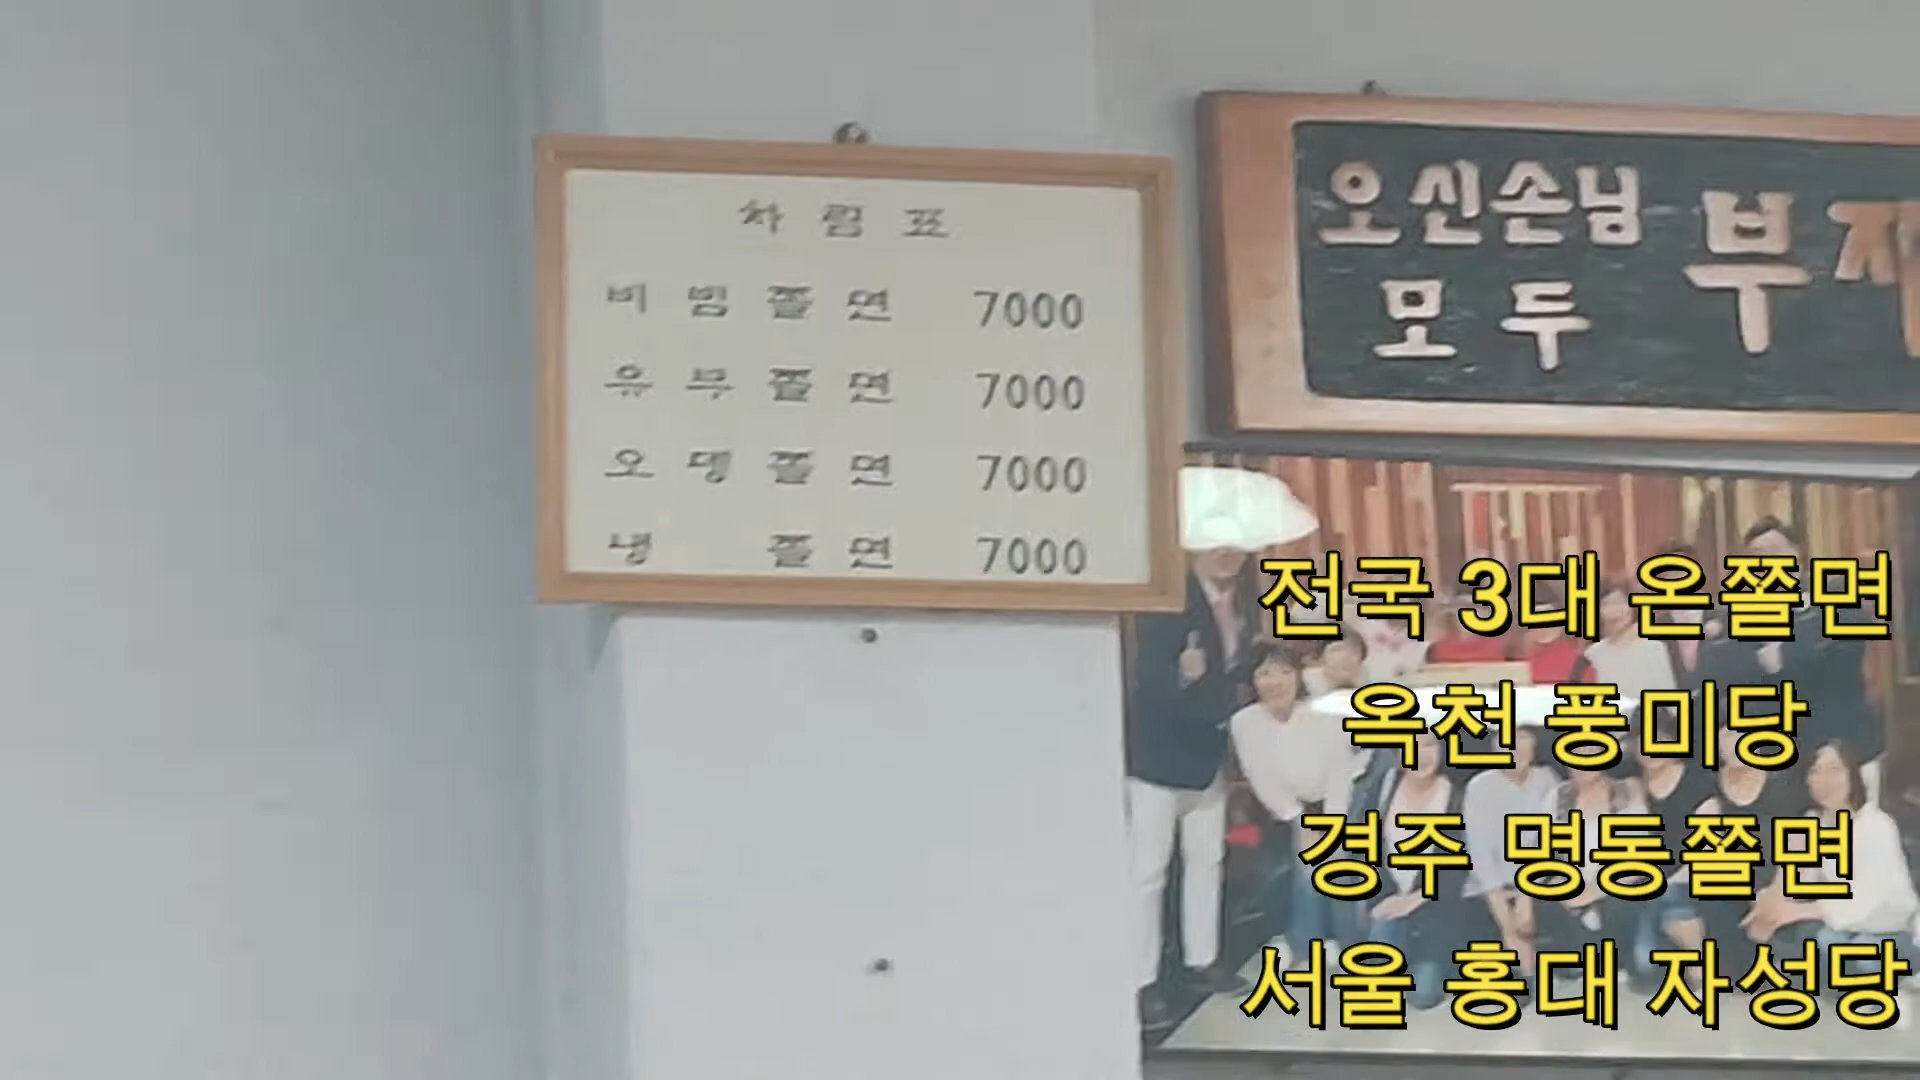 차 림 표
비 빔 쫄 면 7000
유 부 쫄 면 7000
오 뎅 쫄 면 7000
냉 쫄 면 7000
오신손님
모두 부
전국 3대 온쫄면
옥천 풍미당
경주 명동쫄면
서울 홍대 자성당